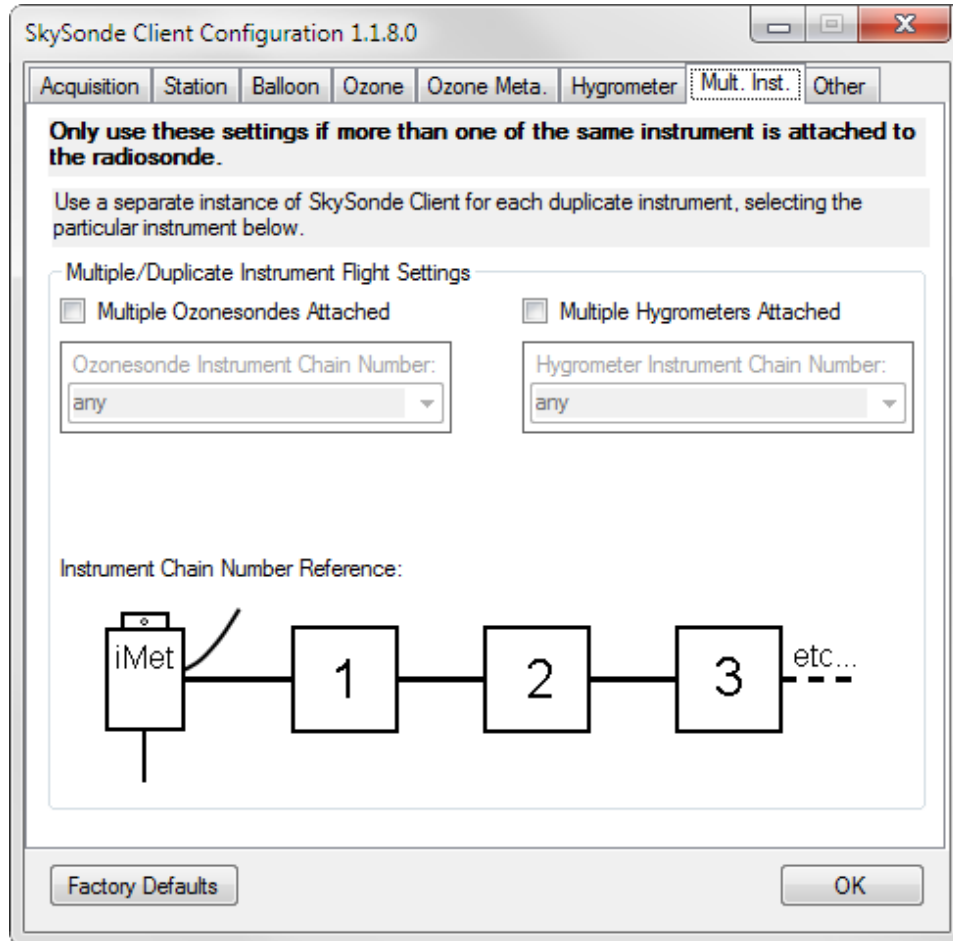 SkySonde Client Configuration 1.1.8.0
Acquisition Station Balloon Ozone Ozone Meta. Hygrometer Mult. Inst. Other
Only use these settings if more than one of the same instrument is attached to
the radiosonde.
Use a separate instance of SkySonde Client for each duplicate instrument, selecting the
particular instrument below.
Multiple/Duplicate Instrument Flight Settings
Multiple Ozonesondes Attached
Multiple Hygrometers Attached
Ozonesonde Instrument Chain Number:
Hygrometer Instrument Chain Number:
any
any
Instrument Chain Number Reference:
iMet 1 2 3 etc...
Factory Defaults
OK